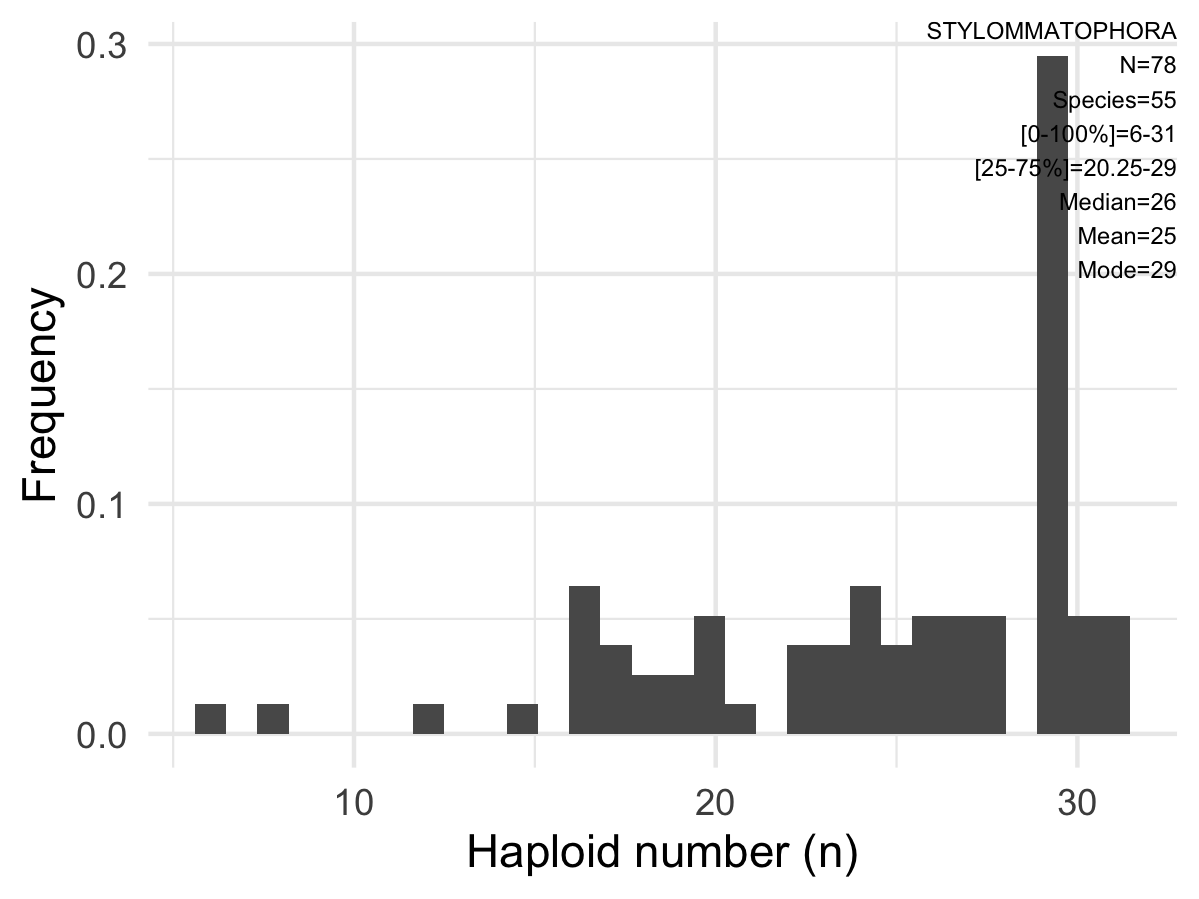 STYLOMMATOPHORA
N=78
Species=55
[0-100%]=6-31
[25-75%]=20.25-29
Median=26
Mean=25
Mode=29
0.3
0.2
0.1
0.0
Frequency
10 20 30
Haploid number (n)